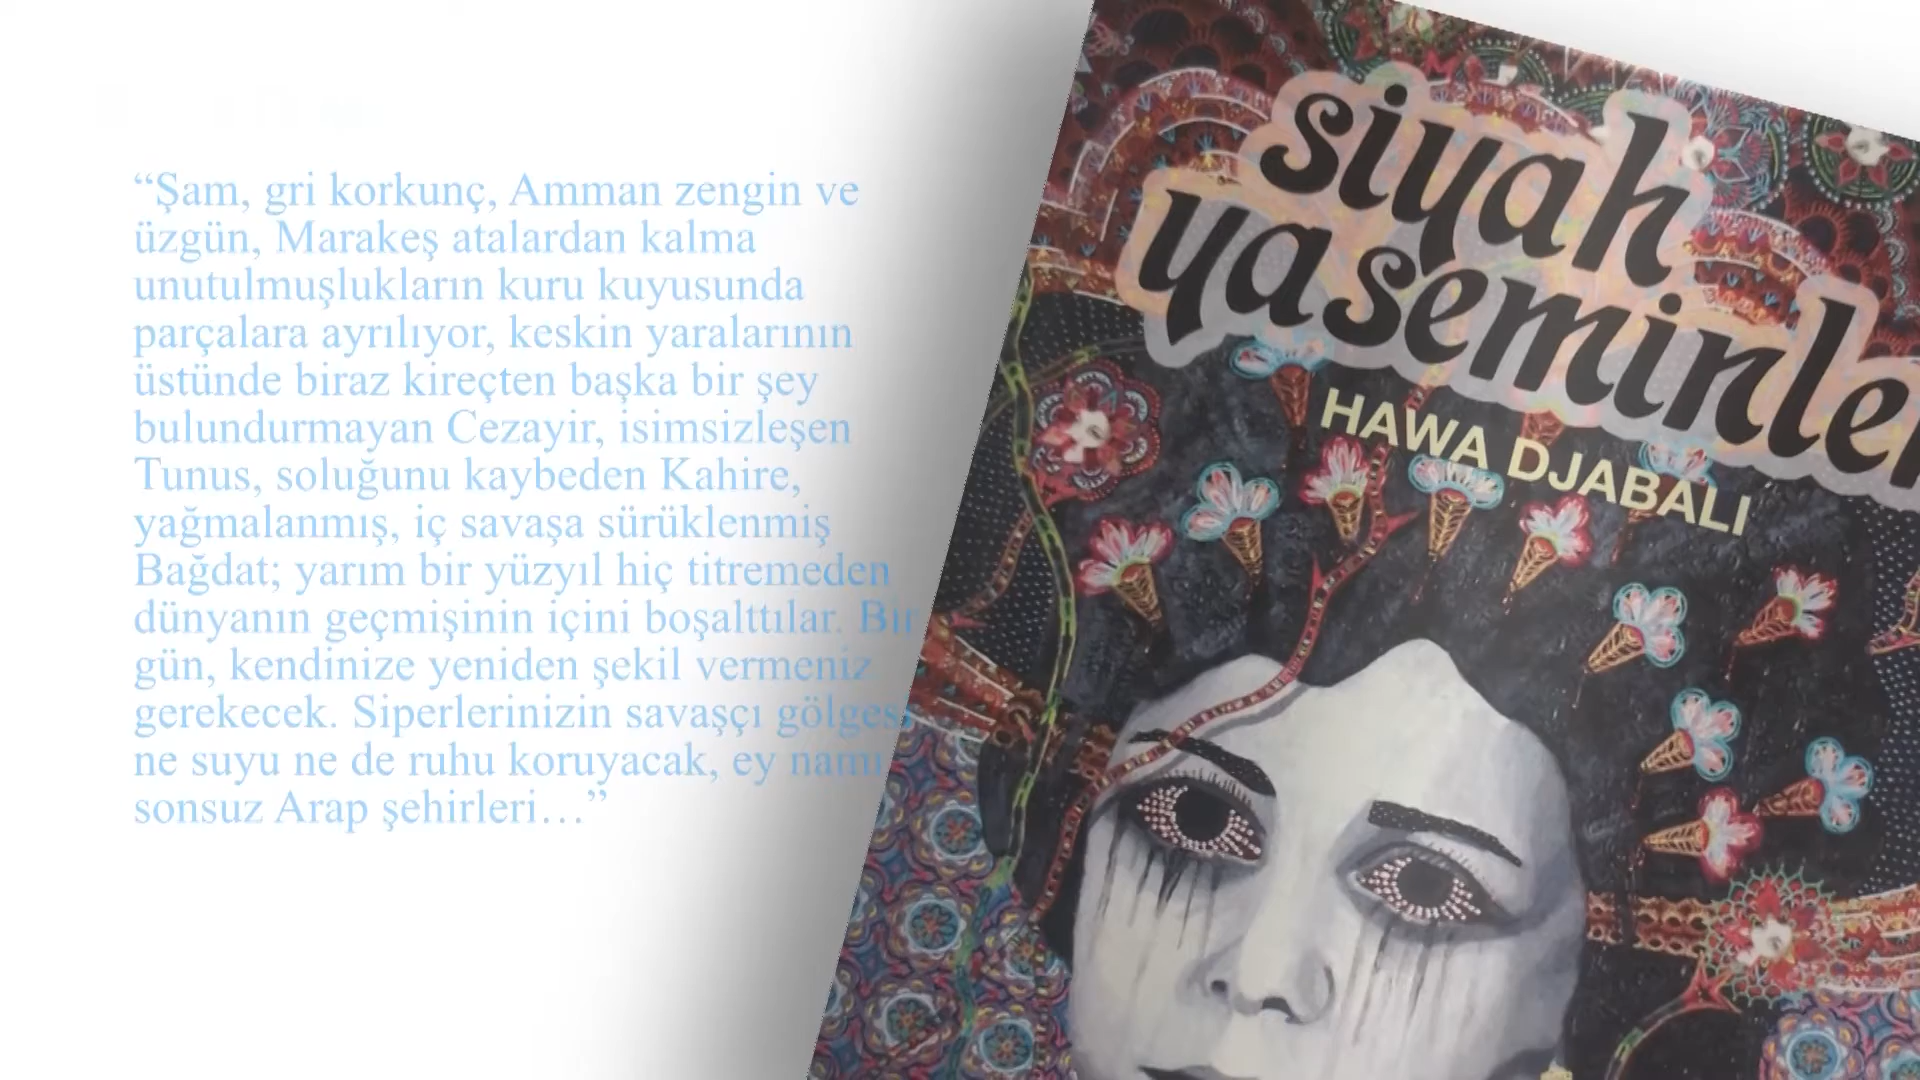 “Şam, gri korkunç, Amman zengin ve
üzgün, Marakeş atalardan kalma
unutulmuşlukların kuru kuyusunda
parçalara ayrılıyor, keskin yaralarının
üstünde biraz kireçten başka bir şey
bulundurmayan Cezayir, isimsizleşen
Tunus, soluğunu kaybeden Kahire,
yağmalanmış, iç savaşa sürüklenmiş
Bağdat; yarım bir yüzyıl hiç titremeden
dünyanın geçmişinin içini boşalttılar. Bir
gün, kendinize yeniden şekil vermeniz
gerekecek. Siperlerinizin savaşçı gölgesi
ne suyu ne de ruhu koruyacak, ey namı
sonsuz Arap şehirleri…”
siyah
yaseminler
HAWA DJABALI